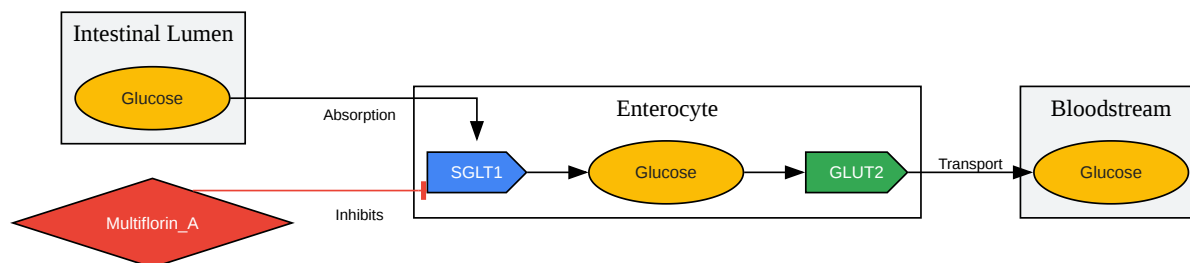 Intestinal Lumen
Glucose
Absorption
Multiflorin_A
Inhibits
Enterocyte
SGLT1
Glucose
GLUT2
Transport
Bloodstream
Glucose